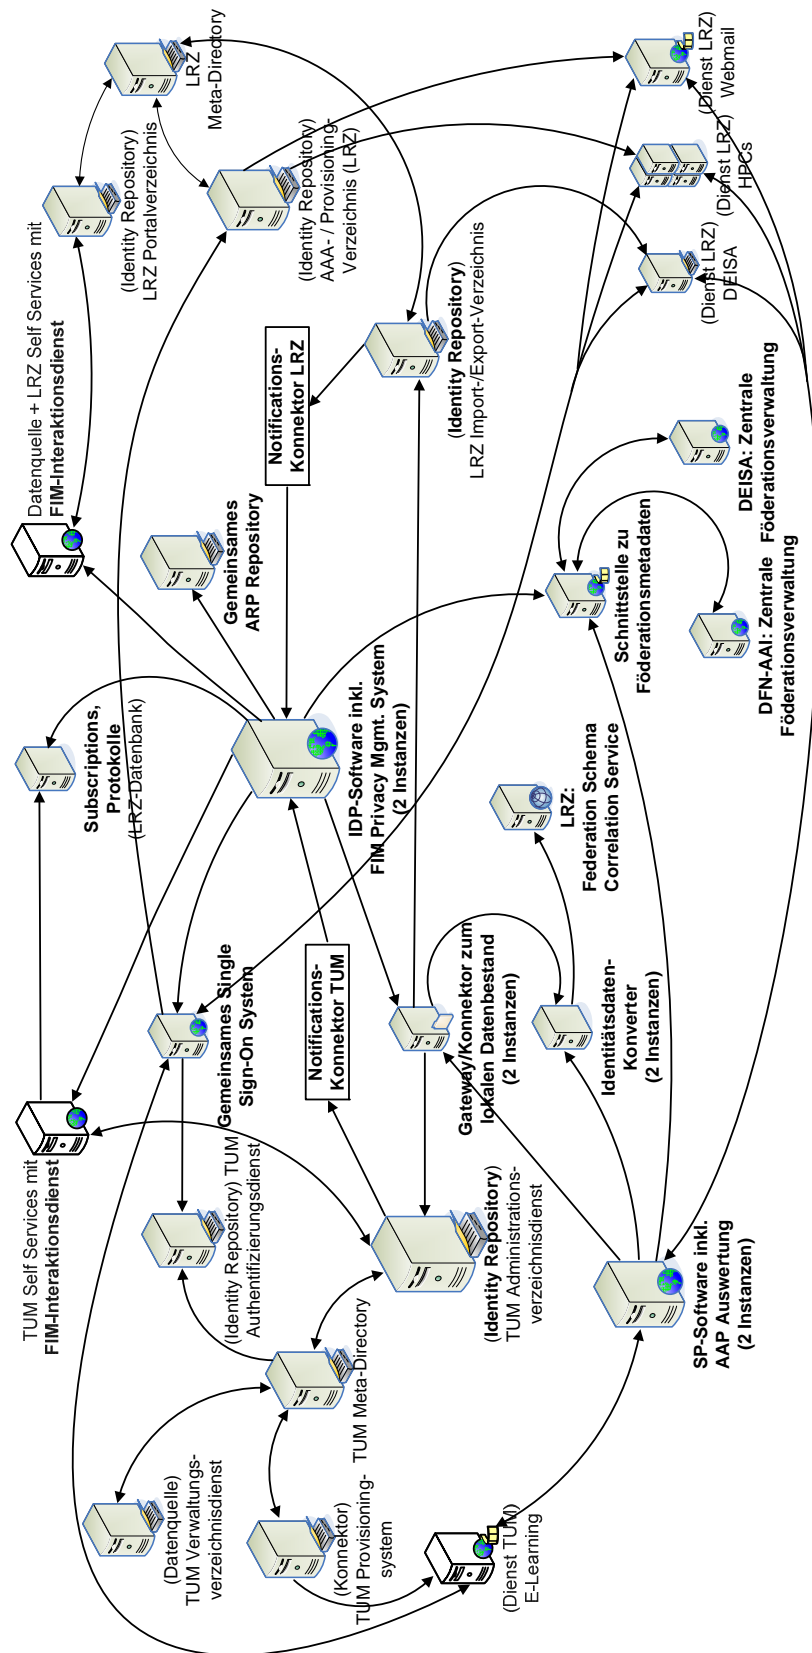 TUM Self Services mit
FIM-Interaktionsdienst
Datenquelle + LRZ Self Services mit
FIM-Interaktionsdienst
(Identity Repository)
LRZ Portalverzeichnis
LRZ
Meta-Directory
(Datenquelle)
TUM Verwaltungs-
verzeichnisdienst
(Identity Repository) TUM
Authentifizierungsdienst
Gemeinsames Single
Sign-On System
Subscriptions,
Protokolle
(LRZ-Datenbank)
Gemeinsames
ARP Repository
(Identity Repository)
AAA- / Provisioning-
Verzeichnis (LRZ)
(Konnektor)
TUM Provisioning-
system
TUM Meta-Directory
Notifications-
Konnektor TUM
IDP-Software inkl.
FIM Privacy Mgmt. System
(2 Instanzen)
Notifications-
Konnektor LRZ
(Identity Repository)
TUM Administrations-
verzeichnisdienst
Gateway/Konnektor zum
lokalen Datenbestand
(2 Instanzen)
(Identity Repository)
LRZ Import-/Export-Verzeichnis
(Dienst TUM)
E-Learning
Identitätsdaten-
Konverter
(2 Instanzen)
LRZ:
Federation Schema
Correlation Service
Schnittstelle zu
Föderationsmetadaten
SP-Software inkl.
AAP Auswertung
(2 Instanzen)
DFN-AAI: Zentrale
Föderationsverwaltung
DEISA: Zentrale
Föderationsverwaltung
(Dienst LRZ)
DEISA
(Dienst LRZ)
HPCs
(Dienst LRZ)
Webmail